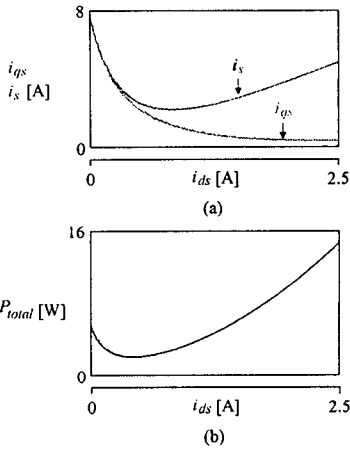 8
i_qs
i_s [A]
i_s
i_qs
0
0
i_ds [A]
2.5
(a)
16
P_total [W]
0
0
i_ds [A]
2.5
(b)